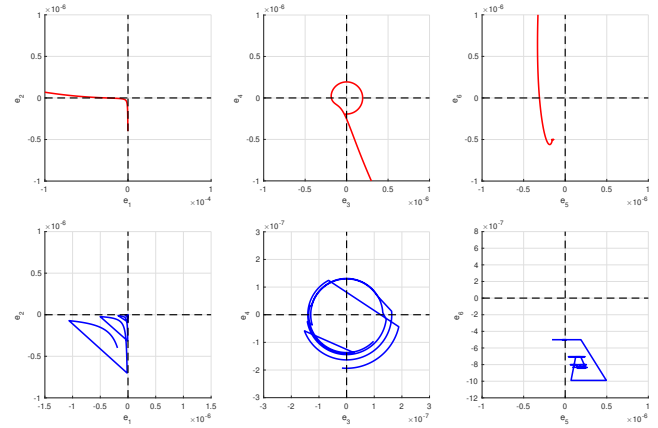 ×10⁻⁶ ×10⁻⁶ ×10⁻⁶
1 1 1
e₂ e₄ e₆
0.5 0.5 0.5
0 0 0
-0.5 -0.5 -0.5
-1 -1 -1
-1 0 1 -1 -0.5 0 0.5 1 -1 -0.5 0 0.5 1
e₁ ×10⁻⁴ e₃ ×10⁻⁶ e₅ ×10⁻⁶
×10⁻⁶ ×10⁻⁷ ×10⁻⁷
1 3 8
6
2 4
0.5 1 2
e₂ e₄ e₆
0 0 0
-2
-0.5 -1 -4
-2 -6
-8
-10
-1 -3 -12
-1.5 -1 -0.5 0 0.5 1 1.5 -3 -2 -1 0 1 2 3 -1 -0.5 0 0.5 1
e₁ ×10⁻⁶ e₃ ×10⁻⁷ e₅ ×10⁻⁶